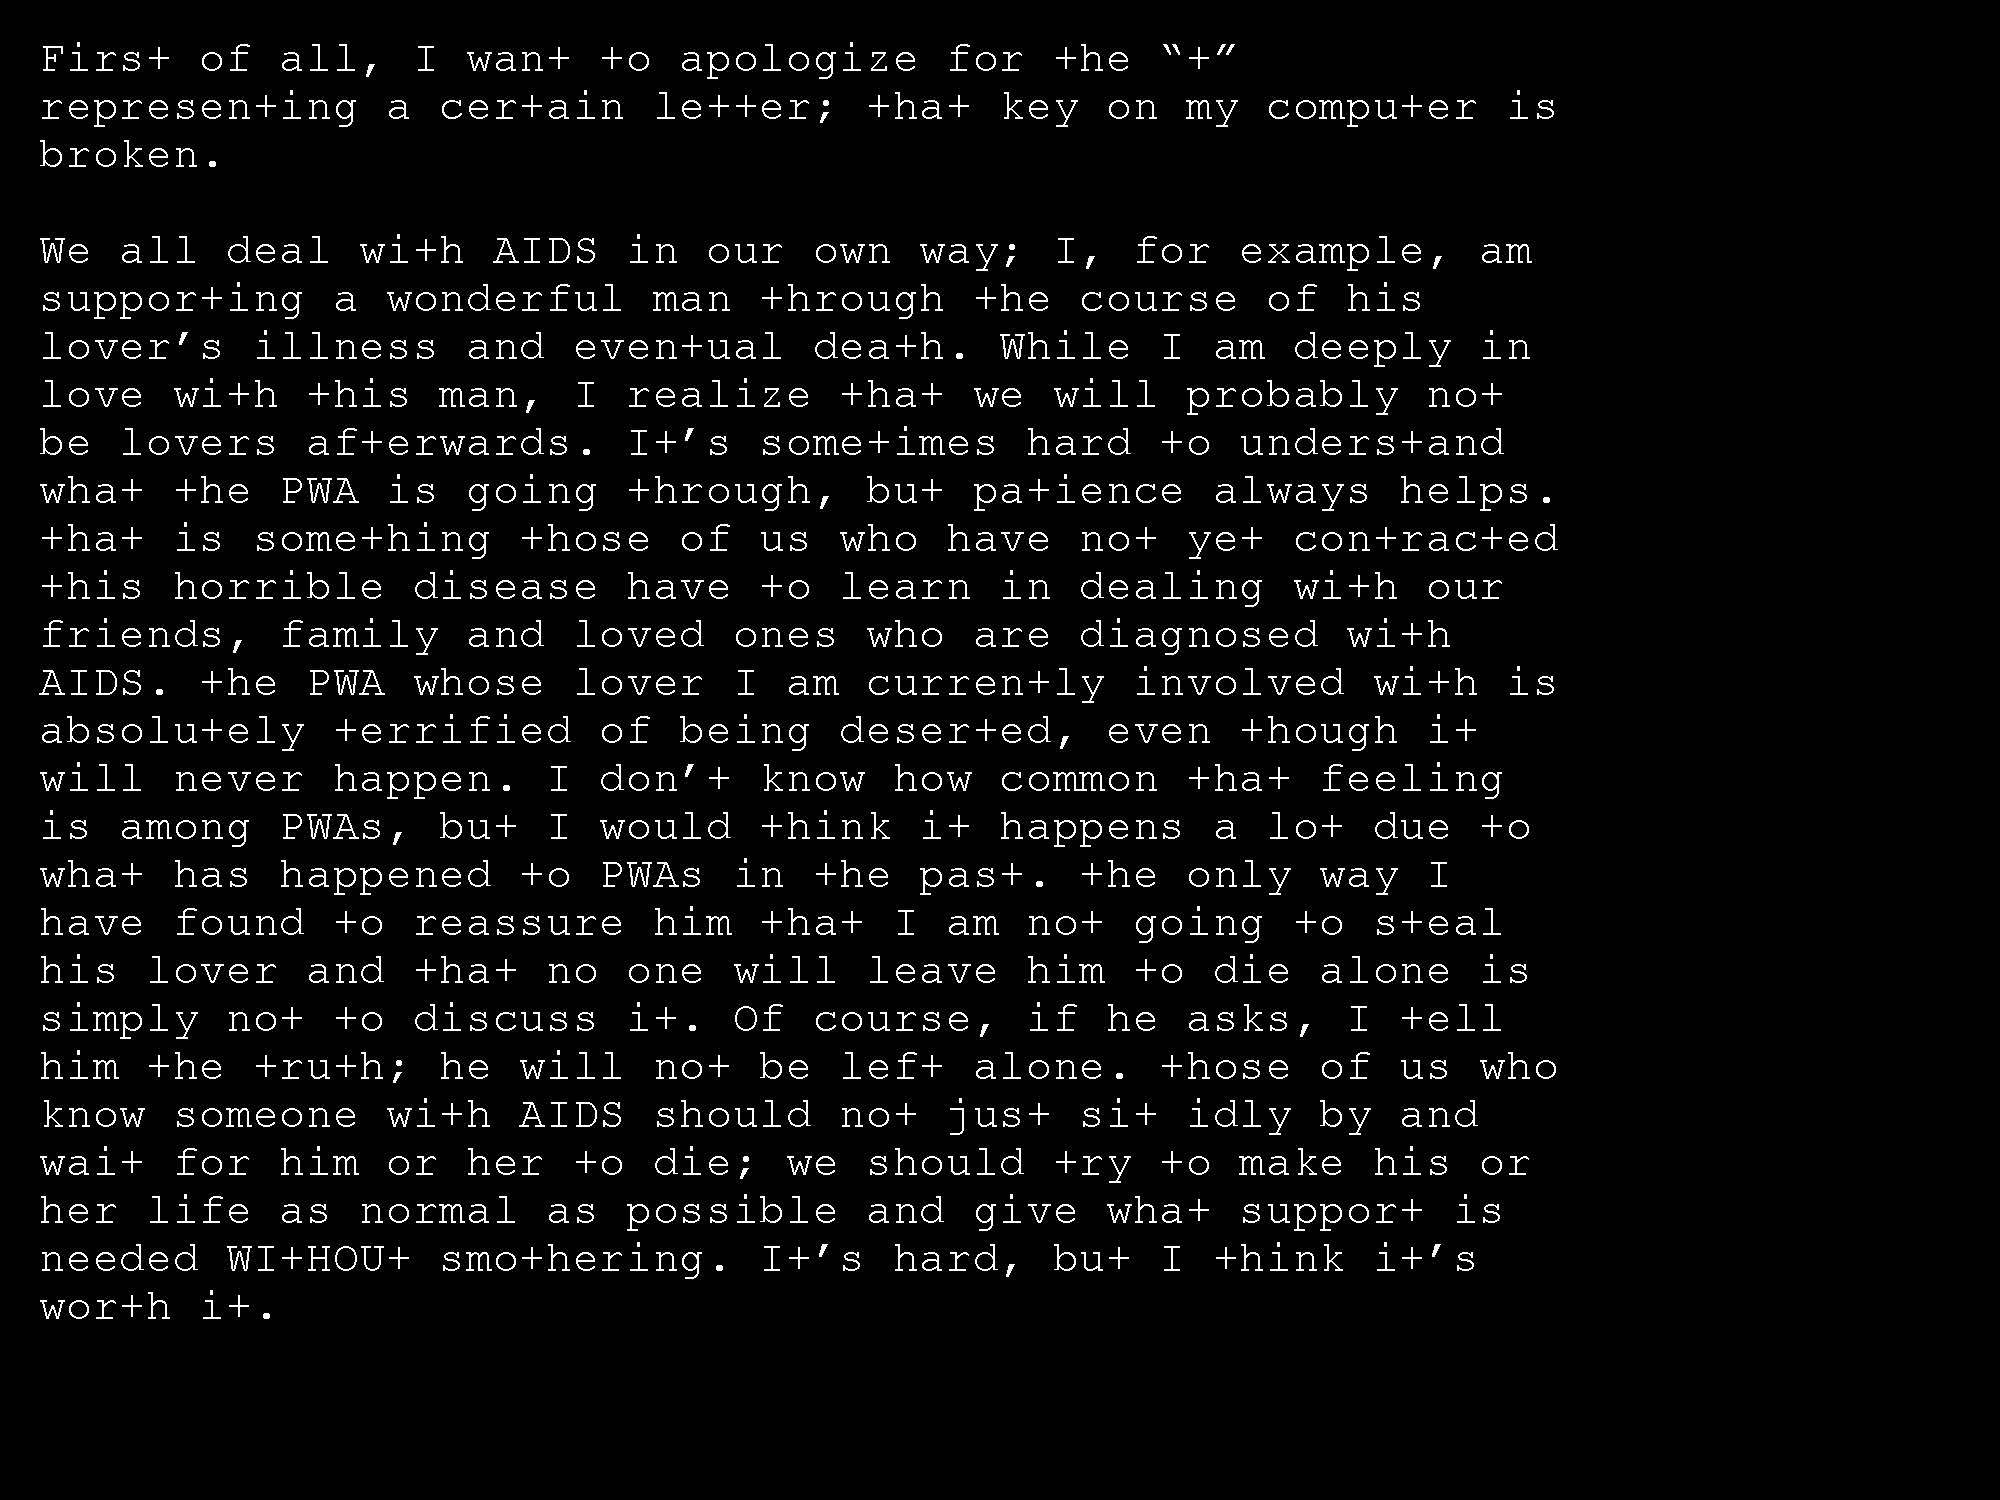 Firs+ of all, I wan+ +o apologize for +he “+”
represen+ing a cer+ain le++er; +ha+ key on my compu+er is
broken.

We all deal wi+h AIDS in our own way; I, for example, am
suppor+ing a wonderful man +hrough +he course of his
lover’s illness and even+ual dea+h. While I am deeply in
love wi+h +his man, I realize +ha+ we will probably no+
be lovers af+erwards. I+’s some+imes hard +o unders+and
wha+ +he PWA is going +hrough, bu+ pa+ience always helps.
+ha+ is some+hing +hose of us who have no+ ye+ con+rac+ed
+his horrible disease have +o learn in dealing wi+h our
friends, family and loved ones who are diagnosed wi+h
AIDS. +he PWA whose lover I am curren+ly involved wi+h is
absolu+ely +errified of being deser+ed, even +hough i+
will never happen. I don’+ know how common +ha+ feeling
is among PWAs, bu+ I would +hink i+ happens a lo+ due +o
wha+ has happened +o PWAs in +he pas+. +he only way I
have found +o reassure him +ha+ I am no+ going +o s+eal
his lover and +ha+ no one will leave him +o die alone is
simply no+ +o discuss i+. Of course, if he asks, I +ell
him +he +ru+h; he will no+ be lef+ alone. +hose of us who
know someone wi+h AIDS should no+ jus+ si+ idly by and
wai+ for him or her +o die; we should +ry +o make his or
her life as normal as possible and give wha+ suppor+ is
needed WI+HOU+ smo+hering. I+’s hard, bu+ I +hink i+’s
wor+h i+.